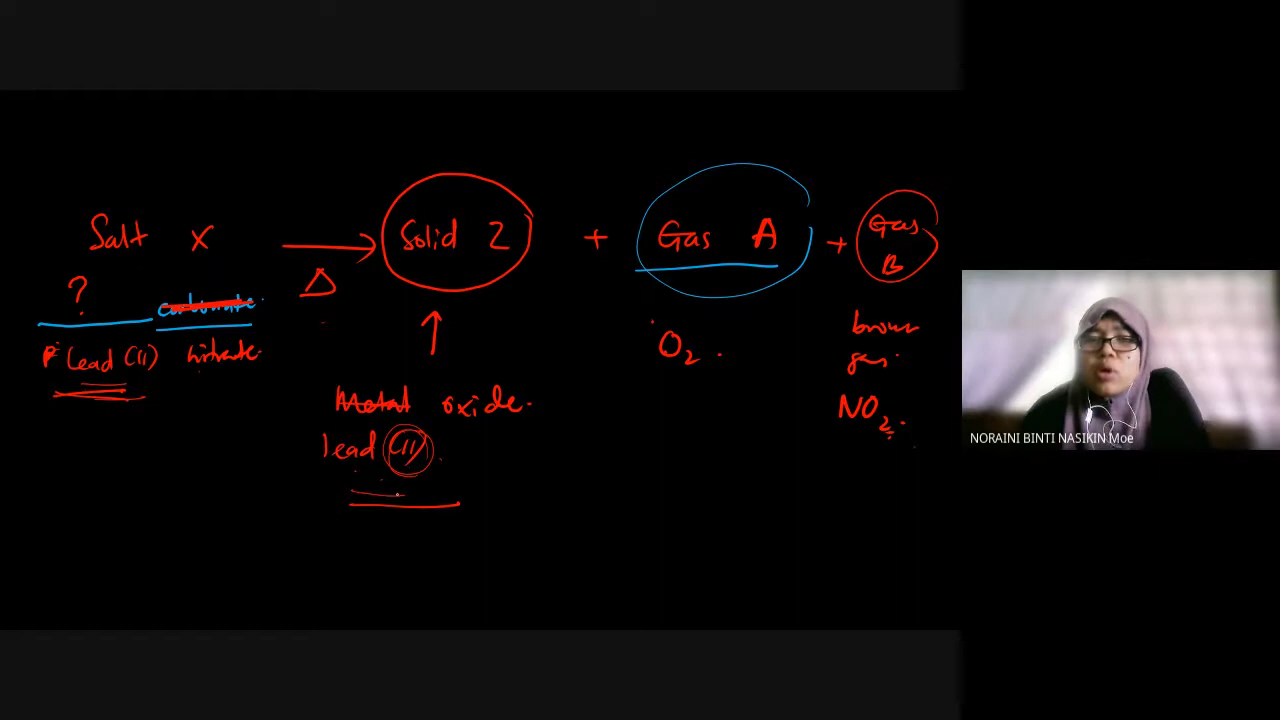 Salt X → Solid Z + Gas A + Gas B
Δ
?
carbonate.
Lead (II) nitrate.
Metal oxide.
lead (II)
O2.
brown
gas.
NO2.
NORAINI BINTI NASIKIN Moe